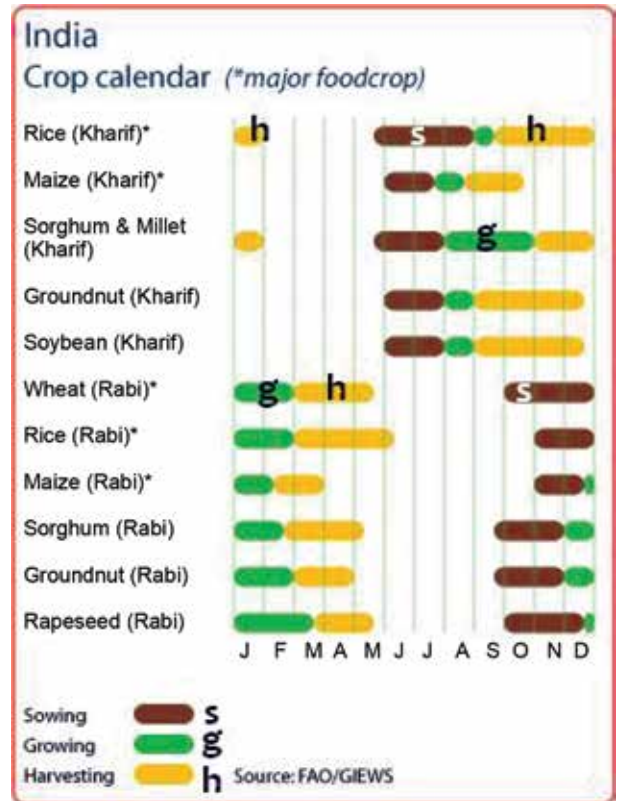 India
Crop calendar (*major foodcrop)
Rice (Kharif)* h s h
Maize (Kharif)*
Sorghum & Millet
(Kharif) g
Groundnut (Kharif)
Soybean (Kharif)
Wheat (Rabi)* g h s
Rice (Rabi)*
Maize (Rabi)*
Sorghum (Rabi)
Groundnut (Rabi)
Rapeseed (Rabi)
J F M A M J J A S O N D
Sowing s
Growing g
Harvesting h Source: FAO/GIEWS